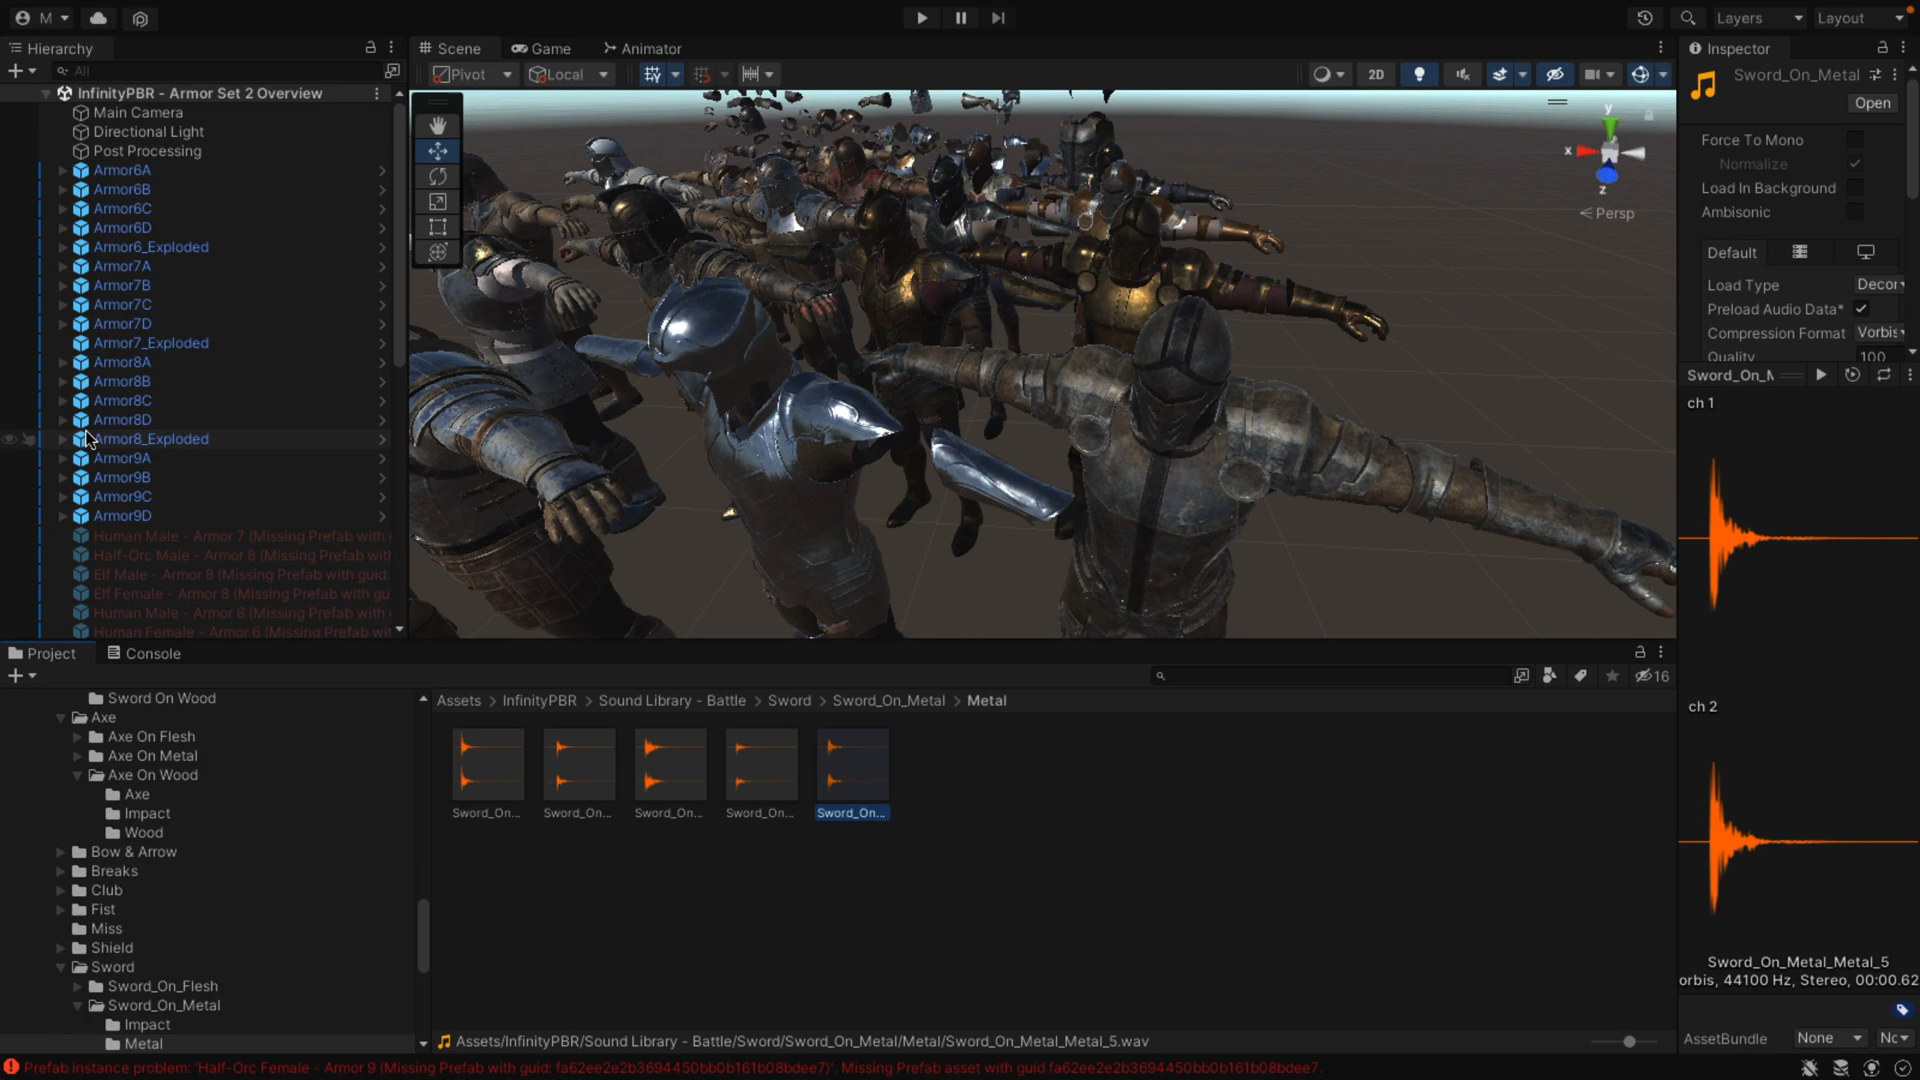 M
Layers
Layout
Hierarchy
Scene
Game
Animator
Inspector
All
Pivot
Local
2D
Sword_On_Metal
Open
InfinityPBR - Armor Set 2 Overview
Main Camera
Directional Light
Post Processing
Armor6A
Armor6B
Armor6C
Armor6D
Armor6_Exploded
Armor7A
Armor7B
Armor7C
Armor7D
Armor7_Exploded
Armor8A
Armor8B
Armor8C
Armor8D
Armor8_Exploded
Armor9A
Armor9B
Armor9C
Armor9D
Human Male - Armor 7 (Missing Prefab with
Half-Orc Male - Armor 8 (Missing Prefab with
Elf Male - Armor 8 (Missing Prefab with guid:
Elf Female - Armor 8 (Missing Prefab with gu
Human Male - Armor 8 (Missing Prefab with
Human Female - Armor 6 (Missing Prefab wit
y
x
z
< Persp
Force To Mono
Normalize
Load In Background
Ambisonic
Default
Load Type Decor
Preload Audio Data*
Compression Format Vorbis
Quality 100
Sword_On_M
ch 1
ch 2
Sword_On_Metal_Metal_5
orbis, 44100 Hz, Stereo, 00:00.62
AssetBundle None
Project
Console
16
Sword On Wood
Axe
Axe On Flesh
Axe On Metal
Axe On Wood
Axe
Impact
Wood
Bow & Arrow
Breaks
Club
Fist
Miss
Shield
Sword
Sword_On_Flesh
Sword_On_Metal
Impact
Metal
Assets > InfinityPBR > Sound Library - Battle > Sword > Sword_On_Metal > Metal
Sword_On... Sword_On... Sword_On... Sword_On... Sword_On...
Assets/InfinityPBR/Sound Library - Battle/Sword/Sword_On_Metal/Metal/Sword_On_Metal_Metal_5.wav
Prefab instance problem: 'Half-Orc Female - Armor 9 (Missing Prefab with guid: fa62ee2e2b3694450bb0b161b08bdee7)'. Missing Prefab asset with guid fa62ee2e2b3694450bb0b161b08bdee7.